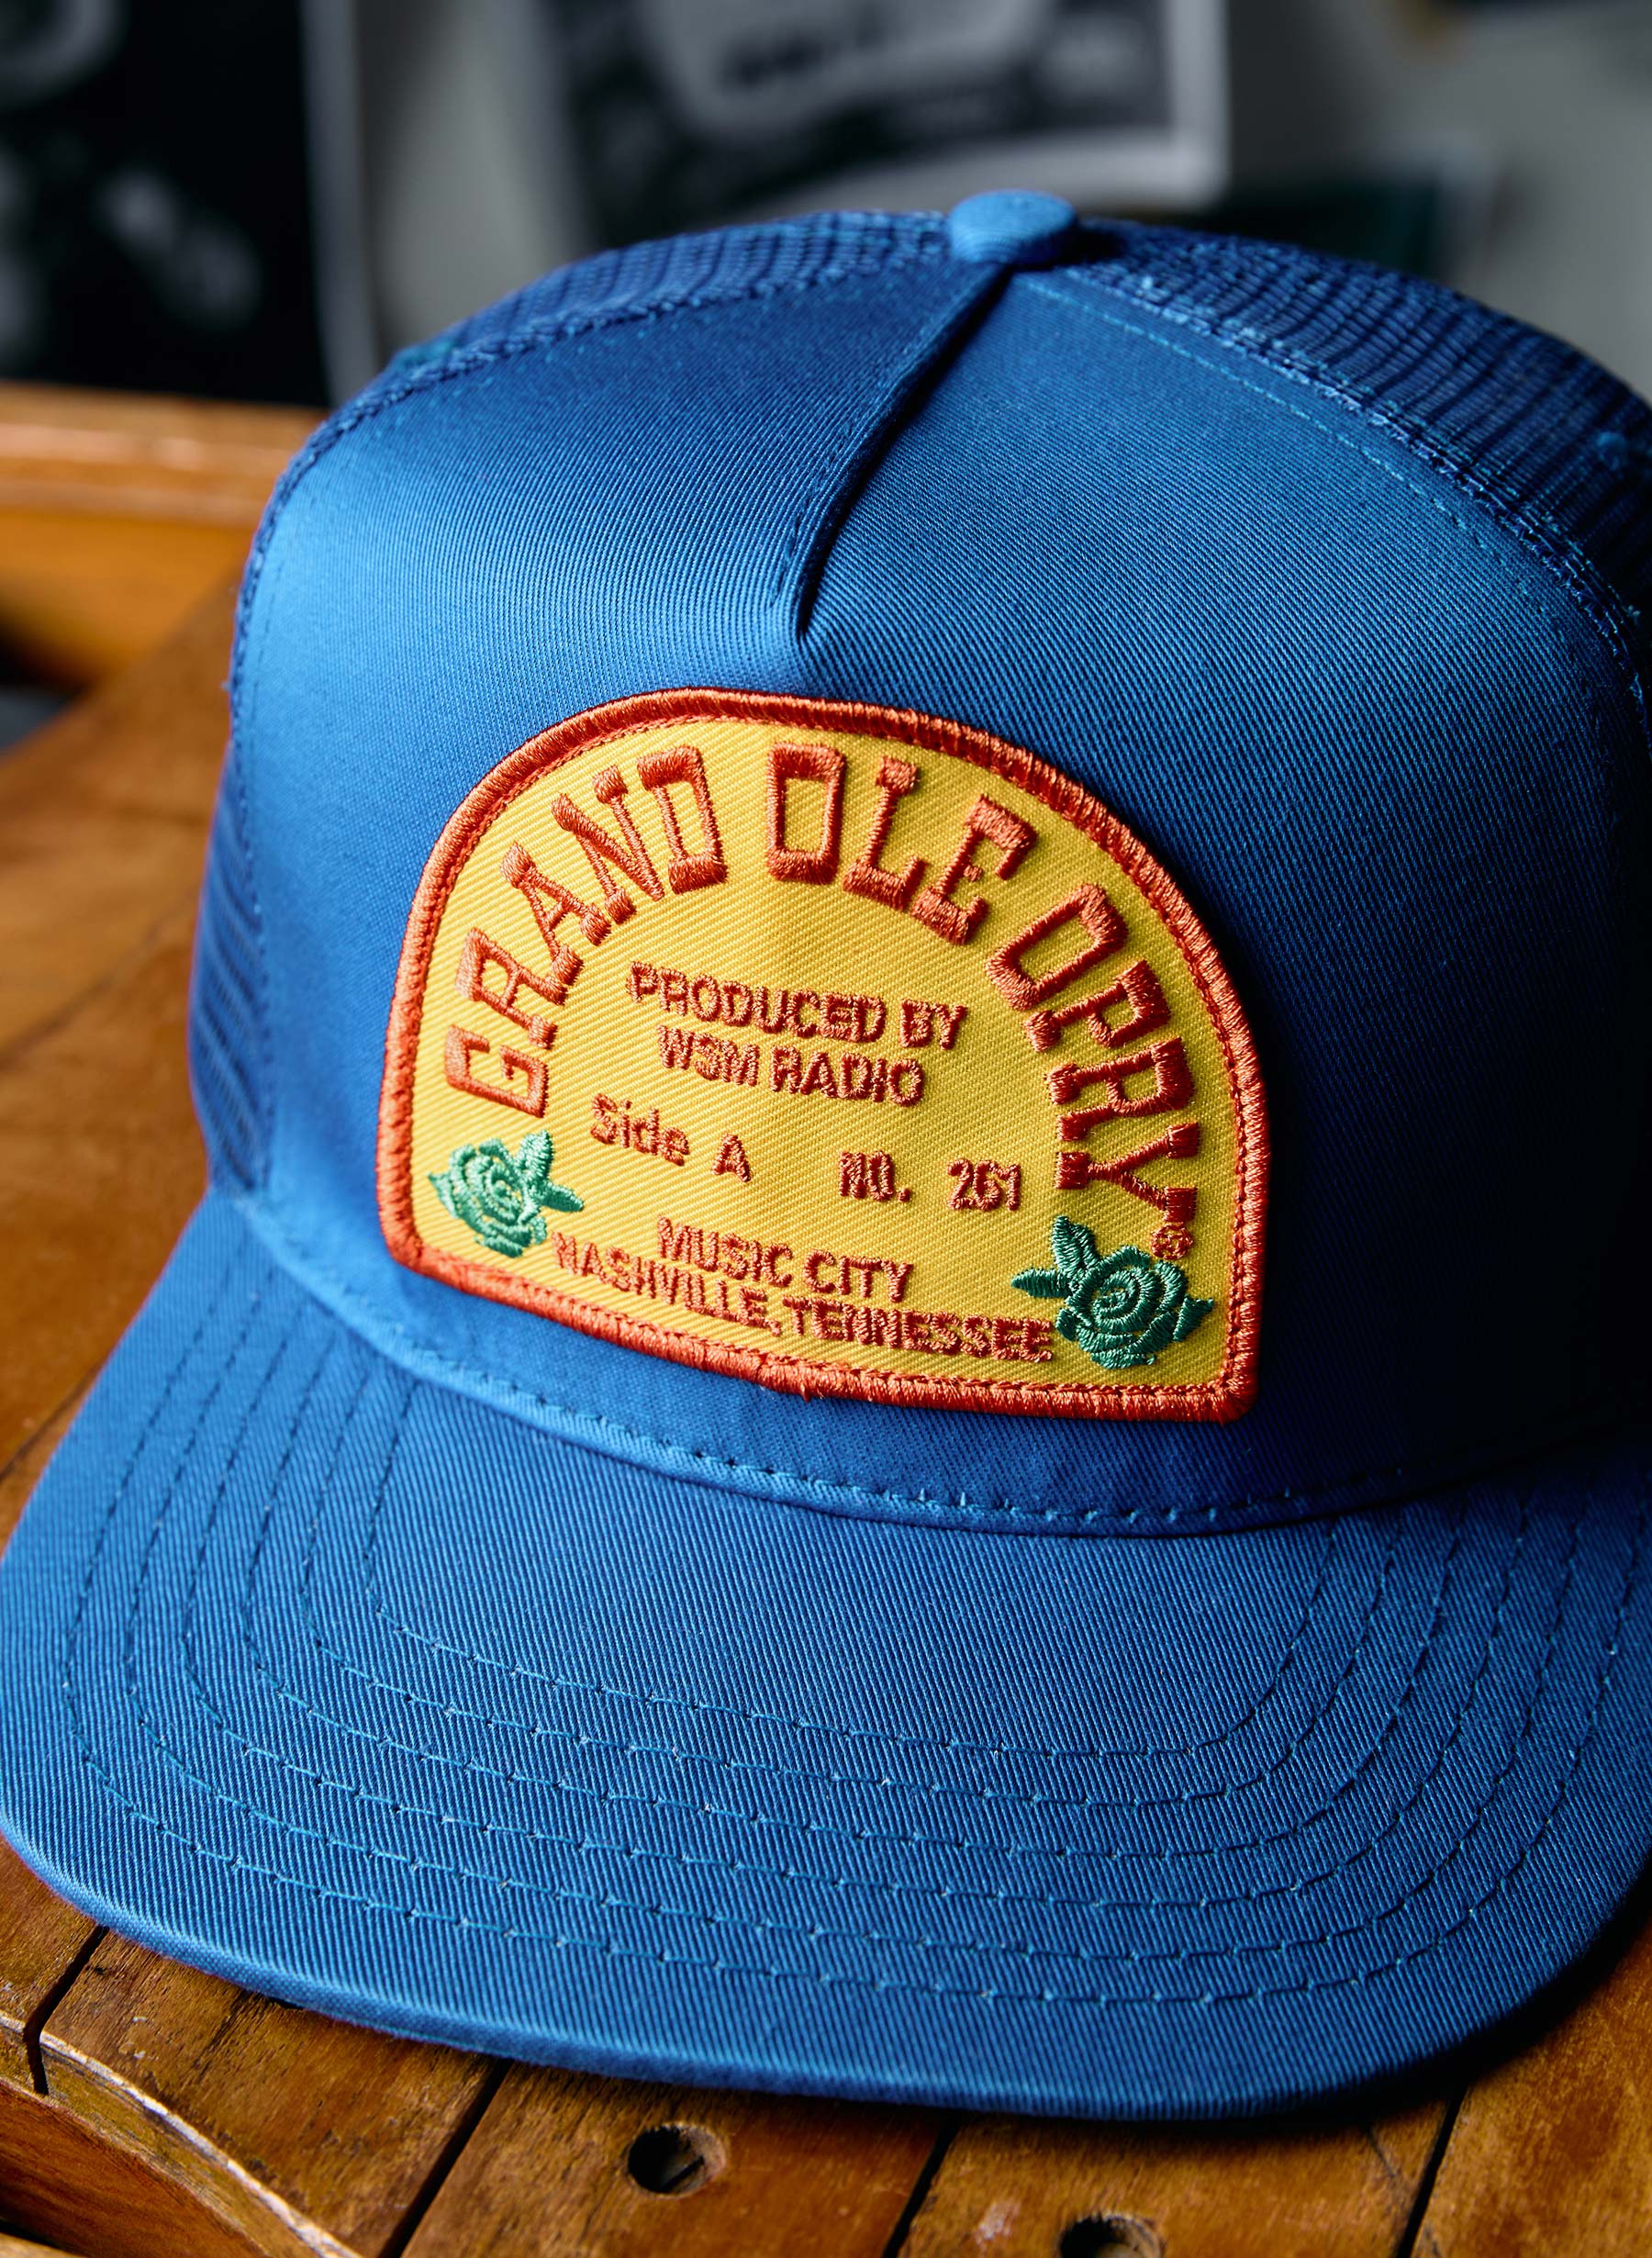 GRAND OLE OPRY®
PRODUCED BY
WSM RADIO
Side A NO. 261
MUSIC CITY
NASHVILLE, TENNESSEE